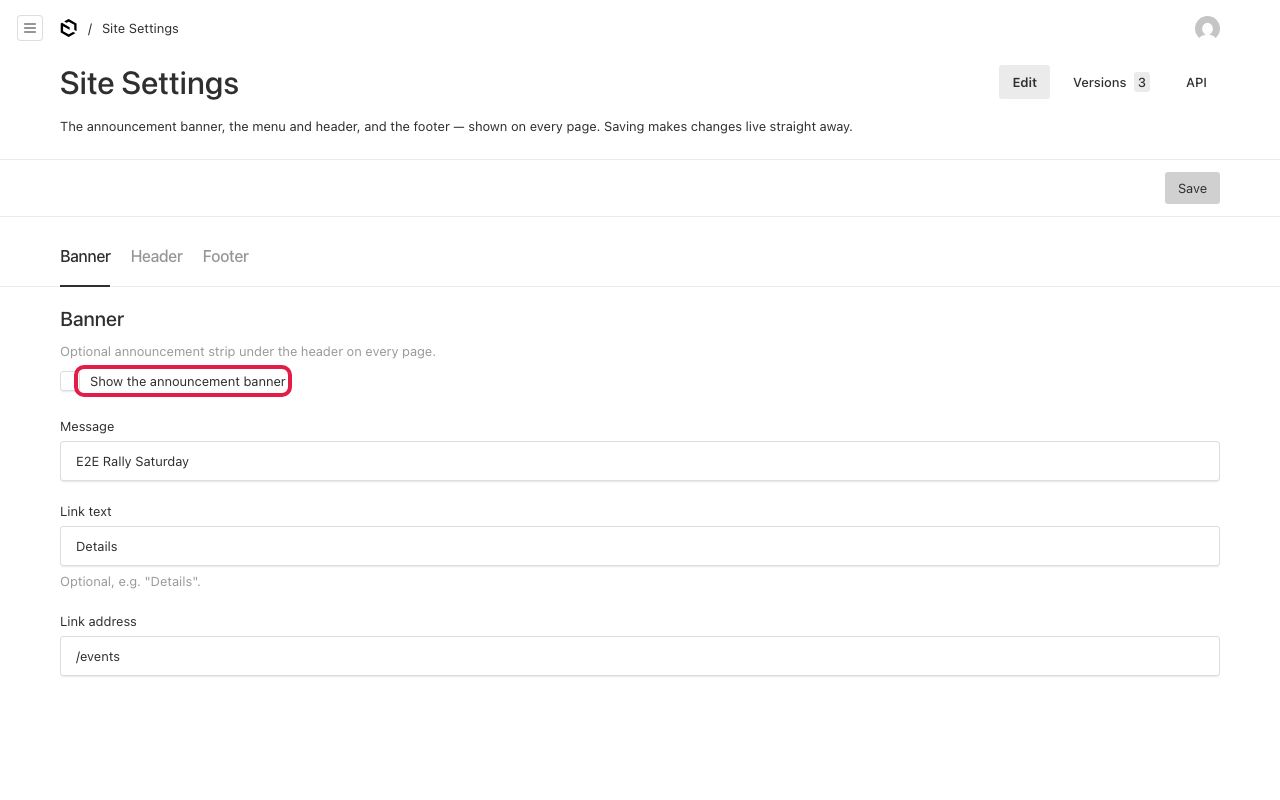 / Site Settings
Site Settings
Edit
Versions 3
API
The announcement banner, the menu and header, and the footer — shown on every page. Saving makes changes live straight away.
Save
Banner
Header
Footer
Banner
Optional announcement strip under the header on every page.
Show the announcement banner
Message
E2E Rally Saturday
Link text
Details
Optional, e.g. "Details".
Link address
/events